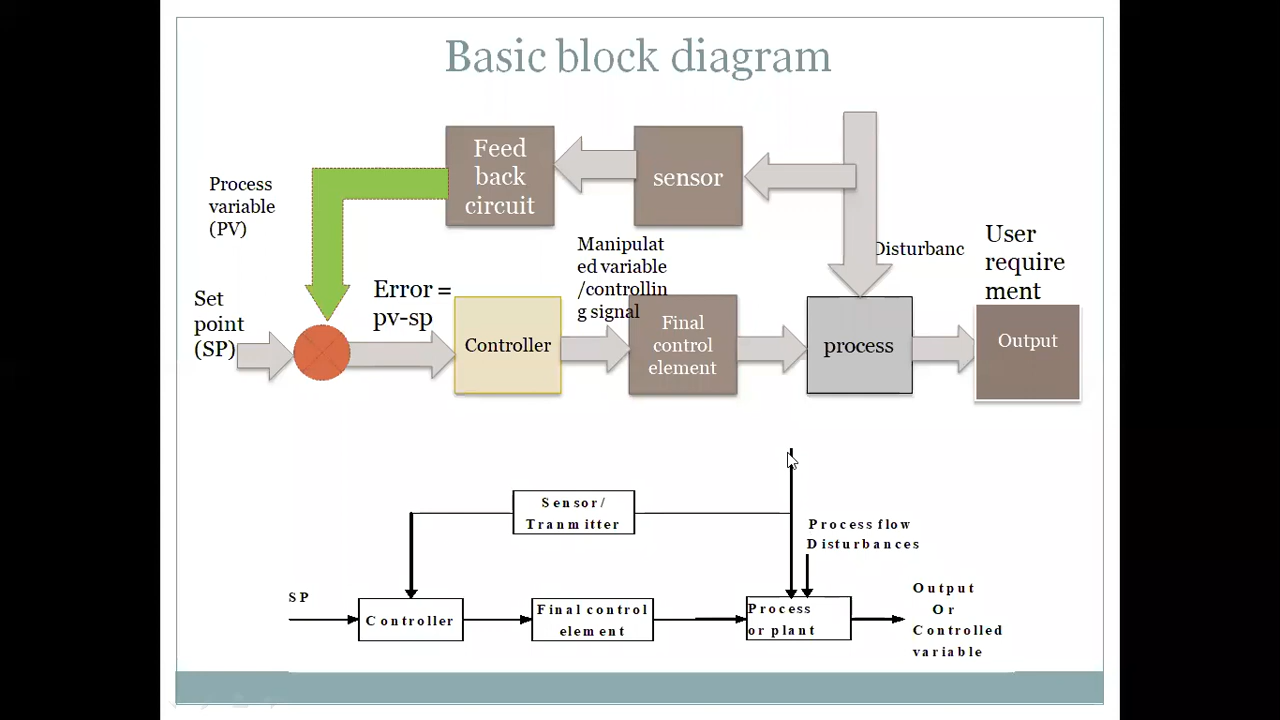 Basic block diagram
Feed
back
circuit
sensor
Process
variable
(PV)
Disturbanc
User
require
ment
Manipulat
ed variable
/controllin
g signal
Set
point
(SP)
Error =
pv-sp
Controller
Final
control
element
process
Output
Sensor/
Tranmitter
Process flow
Disturbances
SP
Controller
Final control
element
Process
or plant
Output
Or
Controlled
variable